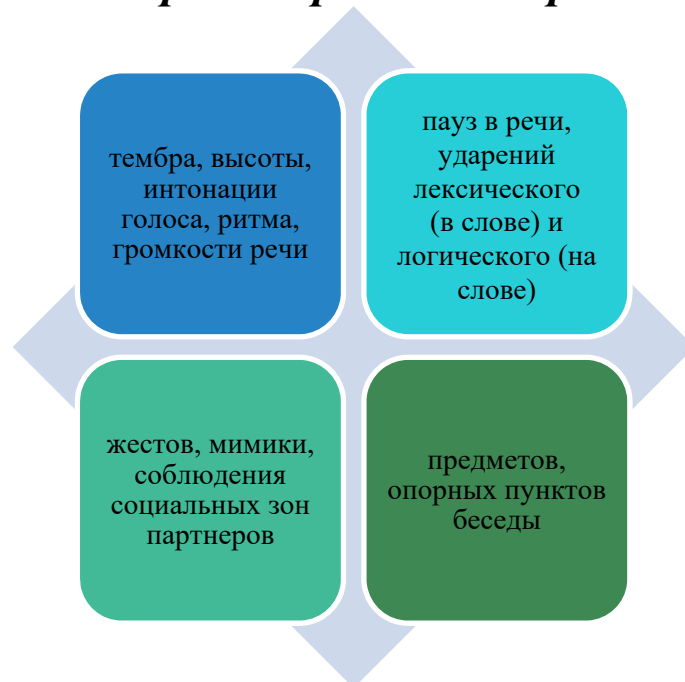 тембра, высоты,
интонации
голоса, ритма,
громкости речи
пауз в речи,
ударений
лексического
(в слове) и
логического (на
слове)
жестов, мимики,
соблюдения
социальных зон
партнеров
предметов,
опорных пунктов
беседы